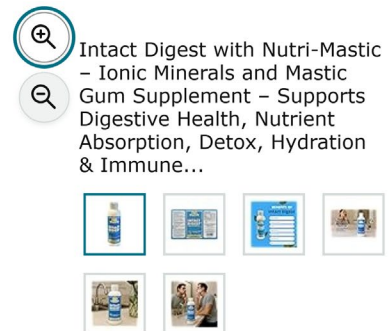 Intact Digest with Nutri-Mastic
– Ionic Minerals and Mastic
Gum Supplement – Supports
Digestive Health, Nutrient
Absorption, Detox, Hydration
& Immune...